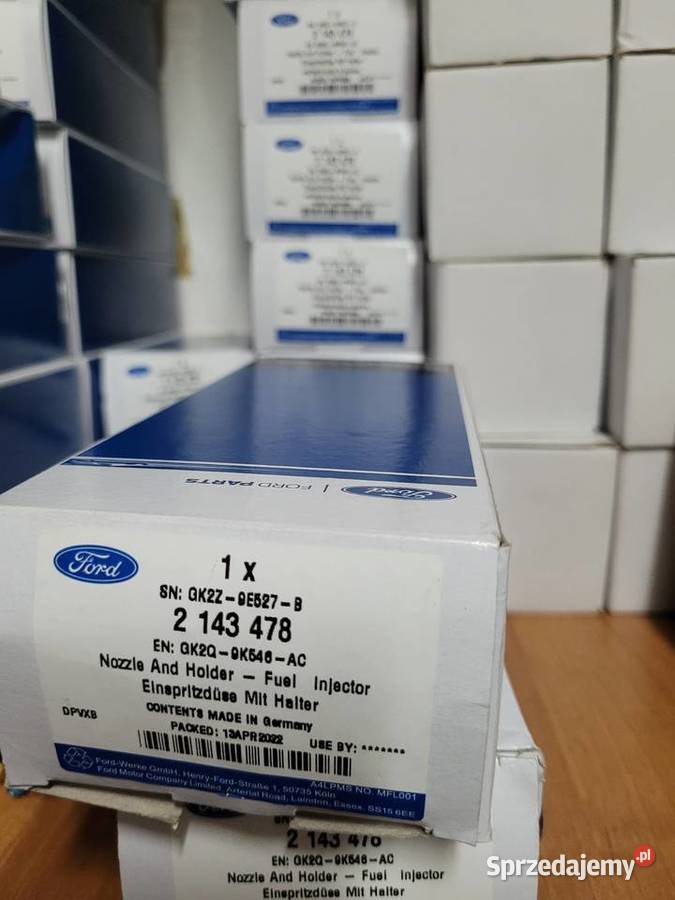 Ford
FORD PARTS
Ford
1 x
SN: GK2Z-9E527-B
2 143 478
EN: GK2Q-9K546-AC
Nozzle And Holder - Fuel Injector
Einspritzdüse Mit Halter
CONTENTS MADE IN Germany
DPVXB
PACKED: 13APR2022
USE BY: *******
A4LPMS NO. MFL001
Ford-Werke GmbH, Henry-Ford-Straße 1, 50735 Köln
Ford Motor Company Limited, Arterial Road, Laindon, Essex. SS15 6EE
2 143 478
EN: GK2Q-9K546-AC
Nozzle And Holder - Fuel Injector
Einspritzdüse Mit Halter
Sprzedajemy.pl